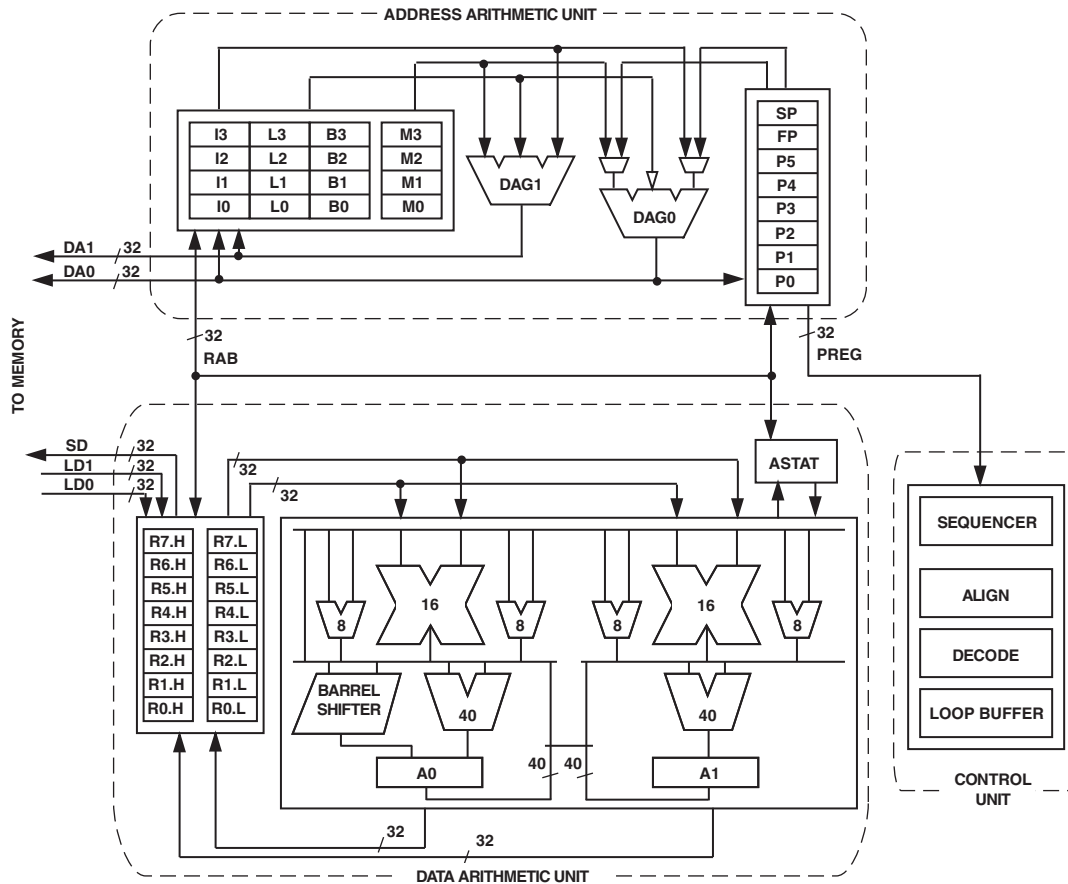 ADDRESS ARITHMETIC UNIT
I3 L3 B3 M3
I2 L2 B2 M2
I1 L1 B1 M1
I0 L0 B0 M0
DAG1
DAG0
SP
FP
P5
P4
P3
P2
P1
P0
DA1 32
DA0 32
TO MEMORY
32
RAB
32
PREG
SD 32
LD1 32
LD0 32
32
32
ASTAT
R7.H R7.L
R6.H R6.L
R5.H R5.L
R4.H R4.L
R3.H R3.L
R2.H R2.L
R1.H R1.L
R0.H R0.L
8 16 8 8 16 8
BARREL
SHIFTER
40 40
40 40
A0 A1
32
32
DATA ARITHMETIC UNIT
SEQUENCER
ALIGN
DECODE
LOOP BUFFER
CONTROL
UNIT